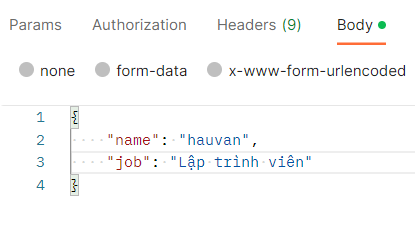 Params Authorization Headers (9) Body
none form-data x-www-form-urlencoded
1 {
2 "name": "hauvan",
3 "job": "Lập trình viên"
4 }